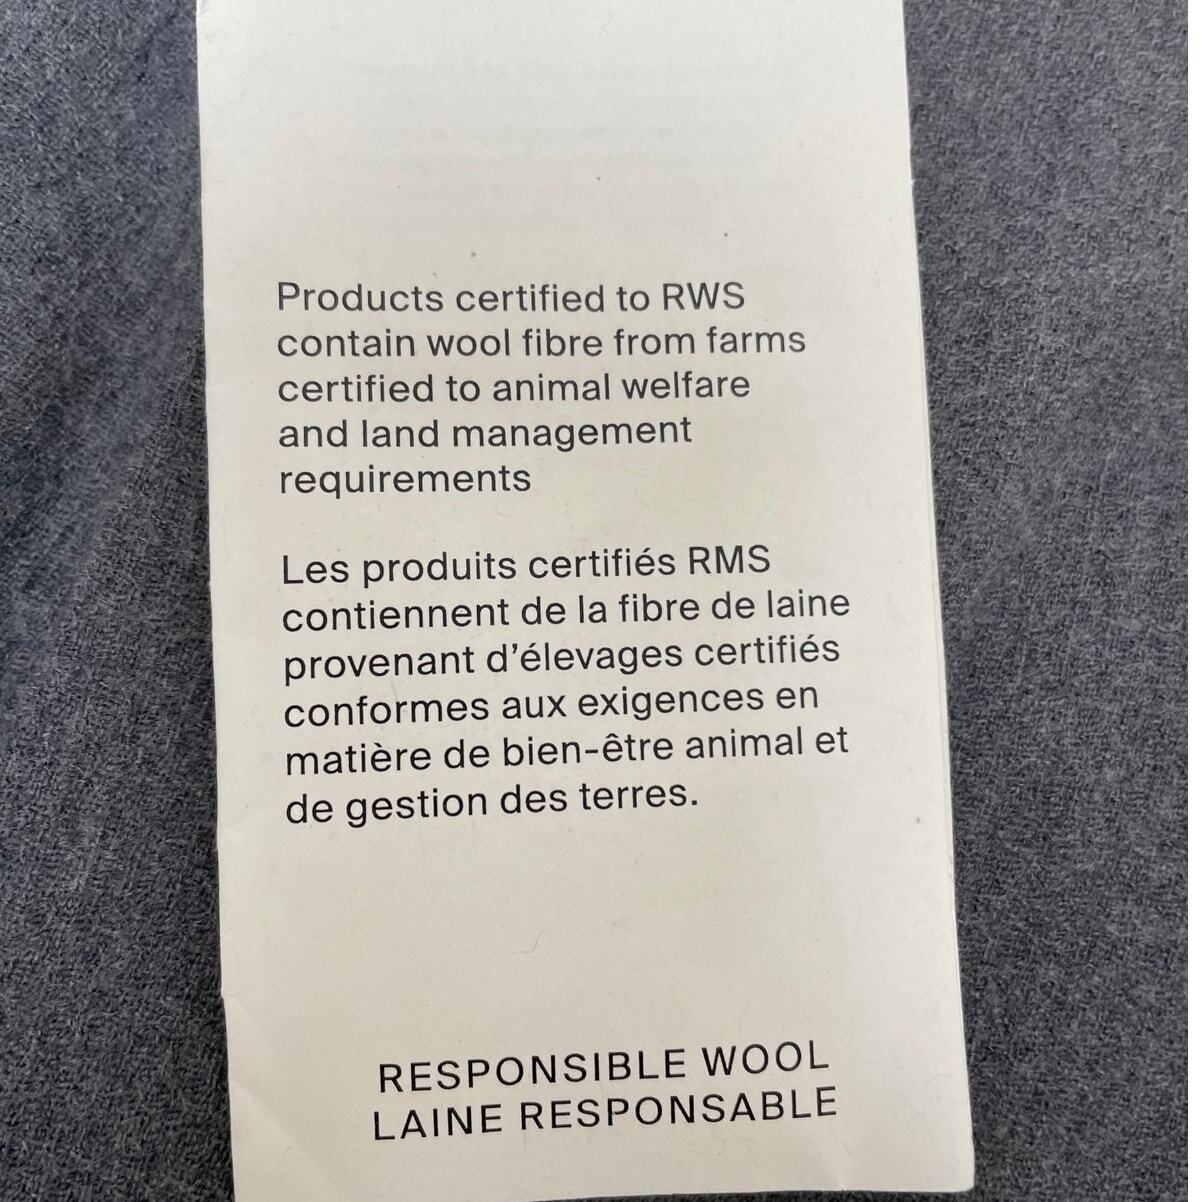 Products certified to RWS
contain wool fibre from farms
certified to animal welfare
and land management
requirements
Les produits certifiés RMS
contiennent de la fibre de laine
provenant d'élevages certifiés
conformes aux exigences en
matière de bien-être animal et
de gestion des terres.
RESPONSIBLE WOOL
LAINE RESPONSABLE